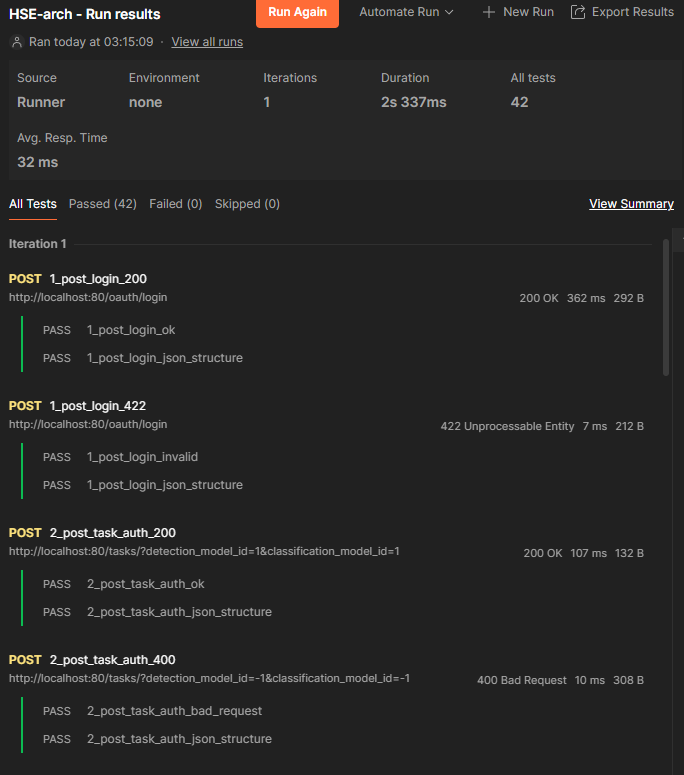 HSE-arch - Run results
Run Again
Automate Run
New Run
Export Results
Ran today at 03:15:09 · View all runs
Source Environment Iterations Duration All tests
Runner none 1 2s 337ms 42
Avg. Resp. Time
32 ms
All Tests Passed (42) Failed (0) Skipped (0) View Summary
Iteration 1
POST 1_post_login_200
http://localhost:80/oauth/login 200 OK 362 ms 292 B
PASS 1_post_login_ok
PASS 1_post_login_json_structure
POST 1_post_login_422
http://localhost:80/oauth/login 422 Unprocessable Entity 7 ms 212 B
PASS 1_post_login_invalid
PASS 1_post_login_json_structure
POST 2_post_task_auth_200
http://localhost:80/tasks/?detection_model_id=1&classification_model_id=1 200 OK 107 ms 132 B
PASS 2_post_task_auth_ok
PASS 2_post_task_auth_json_structure
POST 2_post_task_auth_400
http://localhost:80/tasks/?detection_model_id=-1&classification_model_id=-1 400 Bad Request 10 ms 308 B
PASS 2_post_task_auth_bad_request
PASS 2_post_task_auth_json_structure